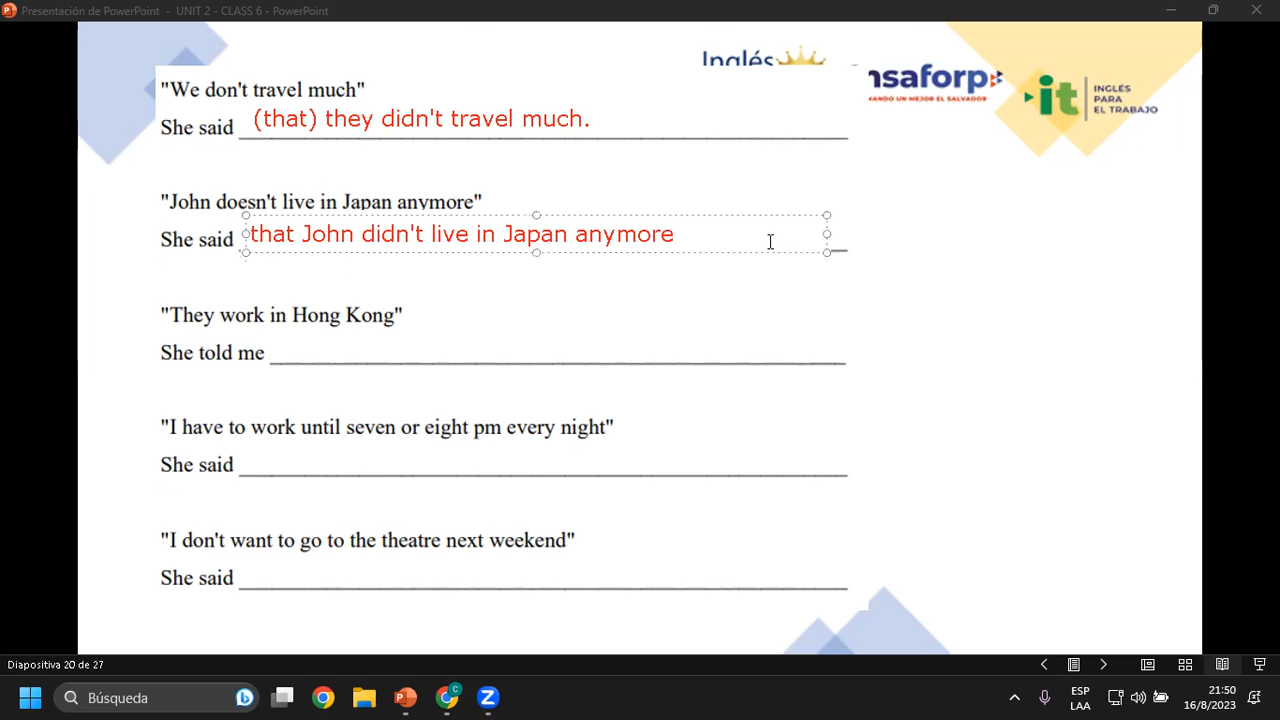 Presentación de PowerPoint - UNIT 2 - CLASS 6 - PowerPoint
Inglés
nsaforp
ANDO UN MEJOR EL SALVADOR
it
INGLÉS
PARA
EL TRABAJO
"We don't travel much"
She said (that) they didn't travel much.
"John doesn't live in Japan anymore"
She said that John didn't live in Japan anymore
"They work in Hong Kong"
She told me
"I have to work until seven or eight pm every night"
She said
"I don't want to go to the theatre next weekend"
She said
Diapositiva 20 de 27
Búsqueda
ESP
LAA
21:50
16/8/2023